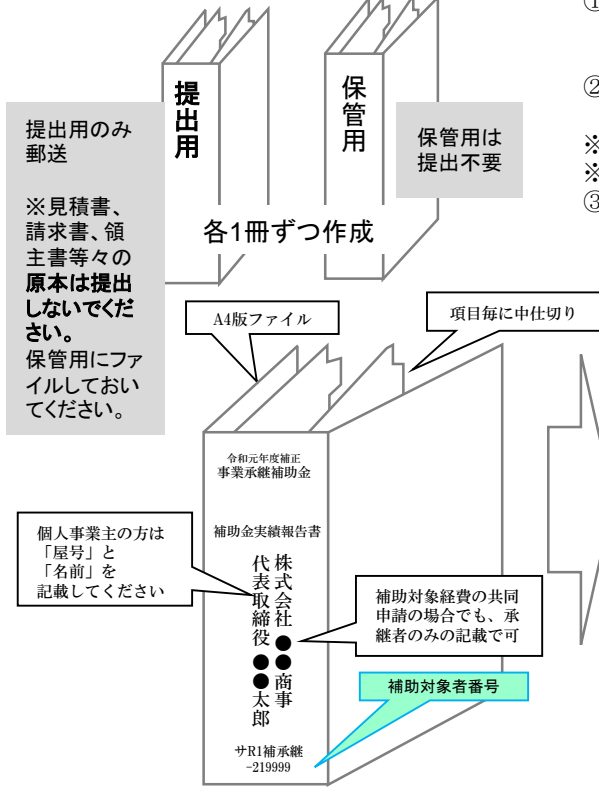 ①
②
※
※
③
提出用
保管用
提出用のみ
郵送
※見積書、
請求書、領
主書等々の
原本は提出
しないでくだ
さい。
保管用にファ
イルしておい
てください。
保管用は
提出不要
各1冊ずつ作成
A4版ファイル
項目毎に中仕切り
令和元年度補正
事業承継補助金
補助金実績報告書
株式会社 ●●商事
代表取締役 ●●太郎
サR1補承継
-219999
個人事業主の方は
「屋号」と
「名前」を
記載してください
補助対象経費の共同
申請の場合でも、承
継者のみの記載で可
補助対象者番号